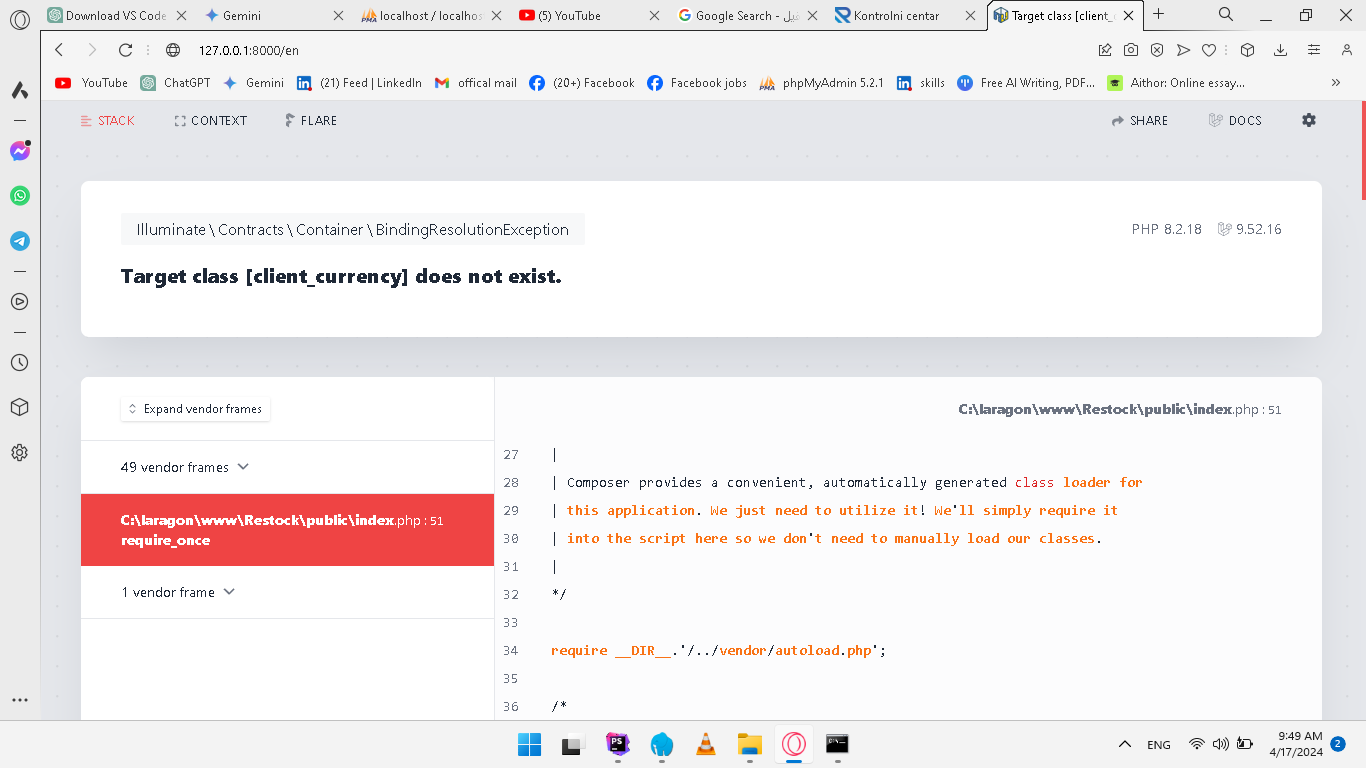 Download VS Code
Gemini
localhost / localhos
(5) YouTube
Google Search - يل
Kontrolni centar
Target class [client_c
127.0.0.1:8000/en
YouTube
ChatGPT
Gemini
(21) Feed | LinkedIn
offical mail
(20+) Facebook
Facebook jobs
phpMyAdmin 5.2.1
skills
Free AI Writing, PDF...
Aithor: Online essay...
»
STACK
CONTEXT
FLARE
SHARE
DOCS
Illuminate\Contracts\Container\BindingResolutionException
PHP 8.2.18
9.52.16
Target class [client_currency] does not exist.
Expand vendor frames
49 vendor frames
C:\laragon\www\Restock\public\index.php : 51
require_once
1 vendor frame
C:\laragon\www\Restock\public\index.php : 51
27 |
28 | Composer provides a convenient, automatically generated class loader for
29 | this application. We just need to utilize it! We'll simply require it
30 | into the script here so we don't need to manually load our classes.
31 |
32 */
33
34 require __DIR__.'/../vendor/autoload.php';
35
36 /*
ENG
9:49 AM
4/17/2024
2